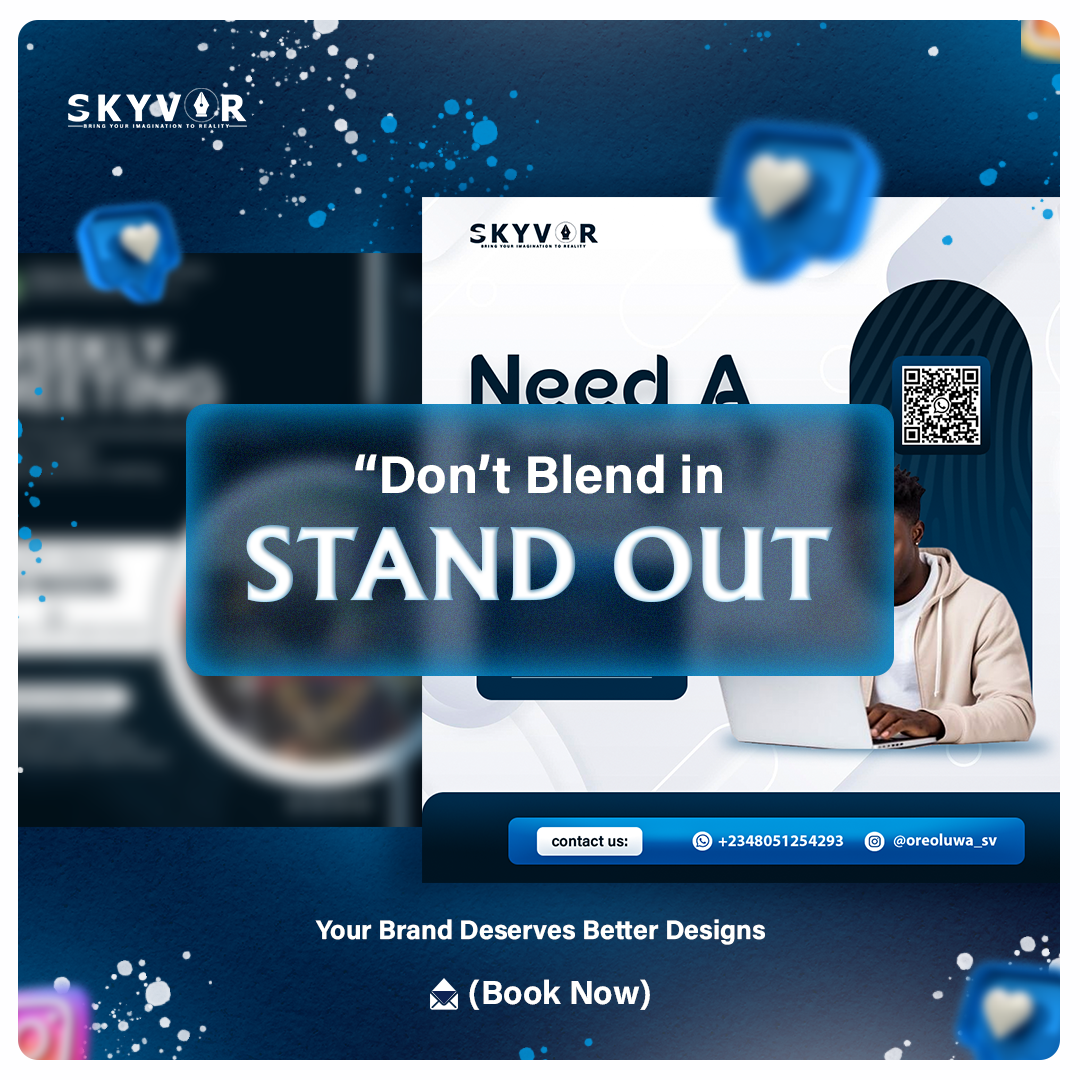 SKYVOR
BRING YOUR IMAGINATION TO REALITY
SKYVOR
BRING YOUR IMAGINATION TO REALITY
Need A
“Don’t Blend in
STAND OUT
contact us:
+2348051254293
@oreoluwa_sv
Your Brand Deserves Better Designs
(Book Now)